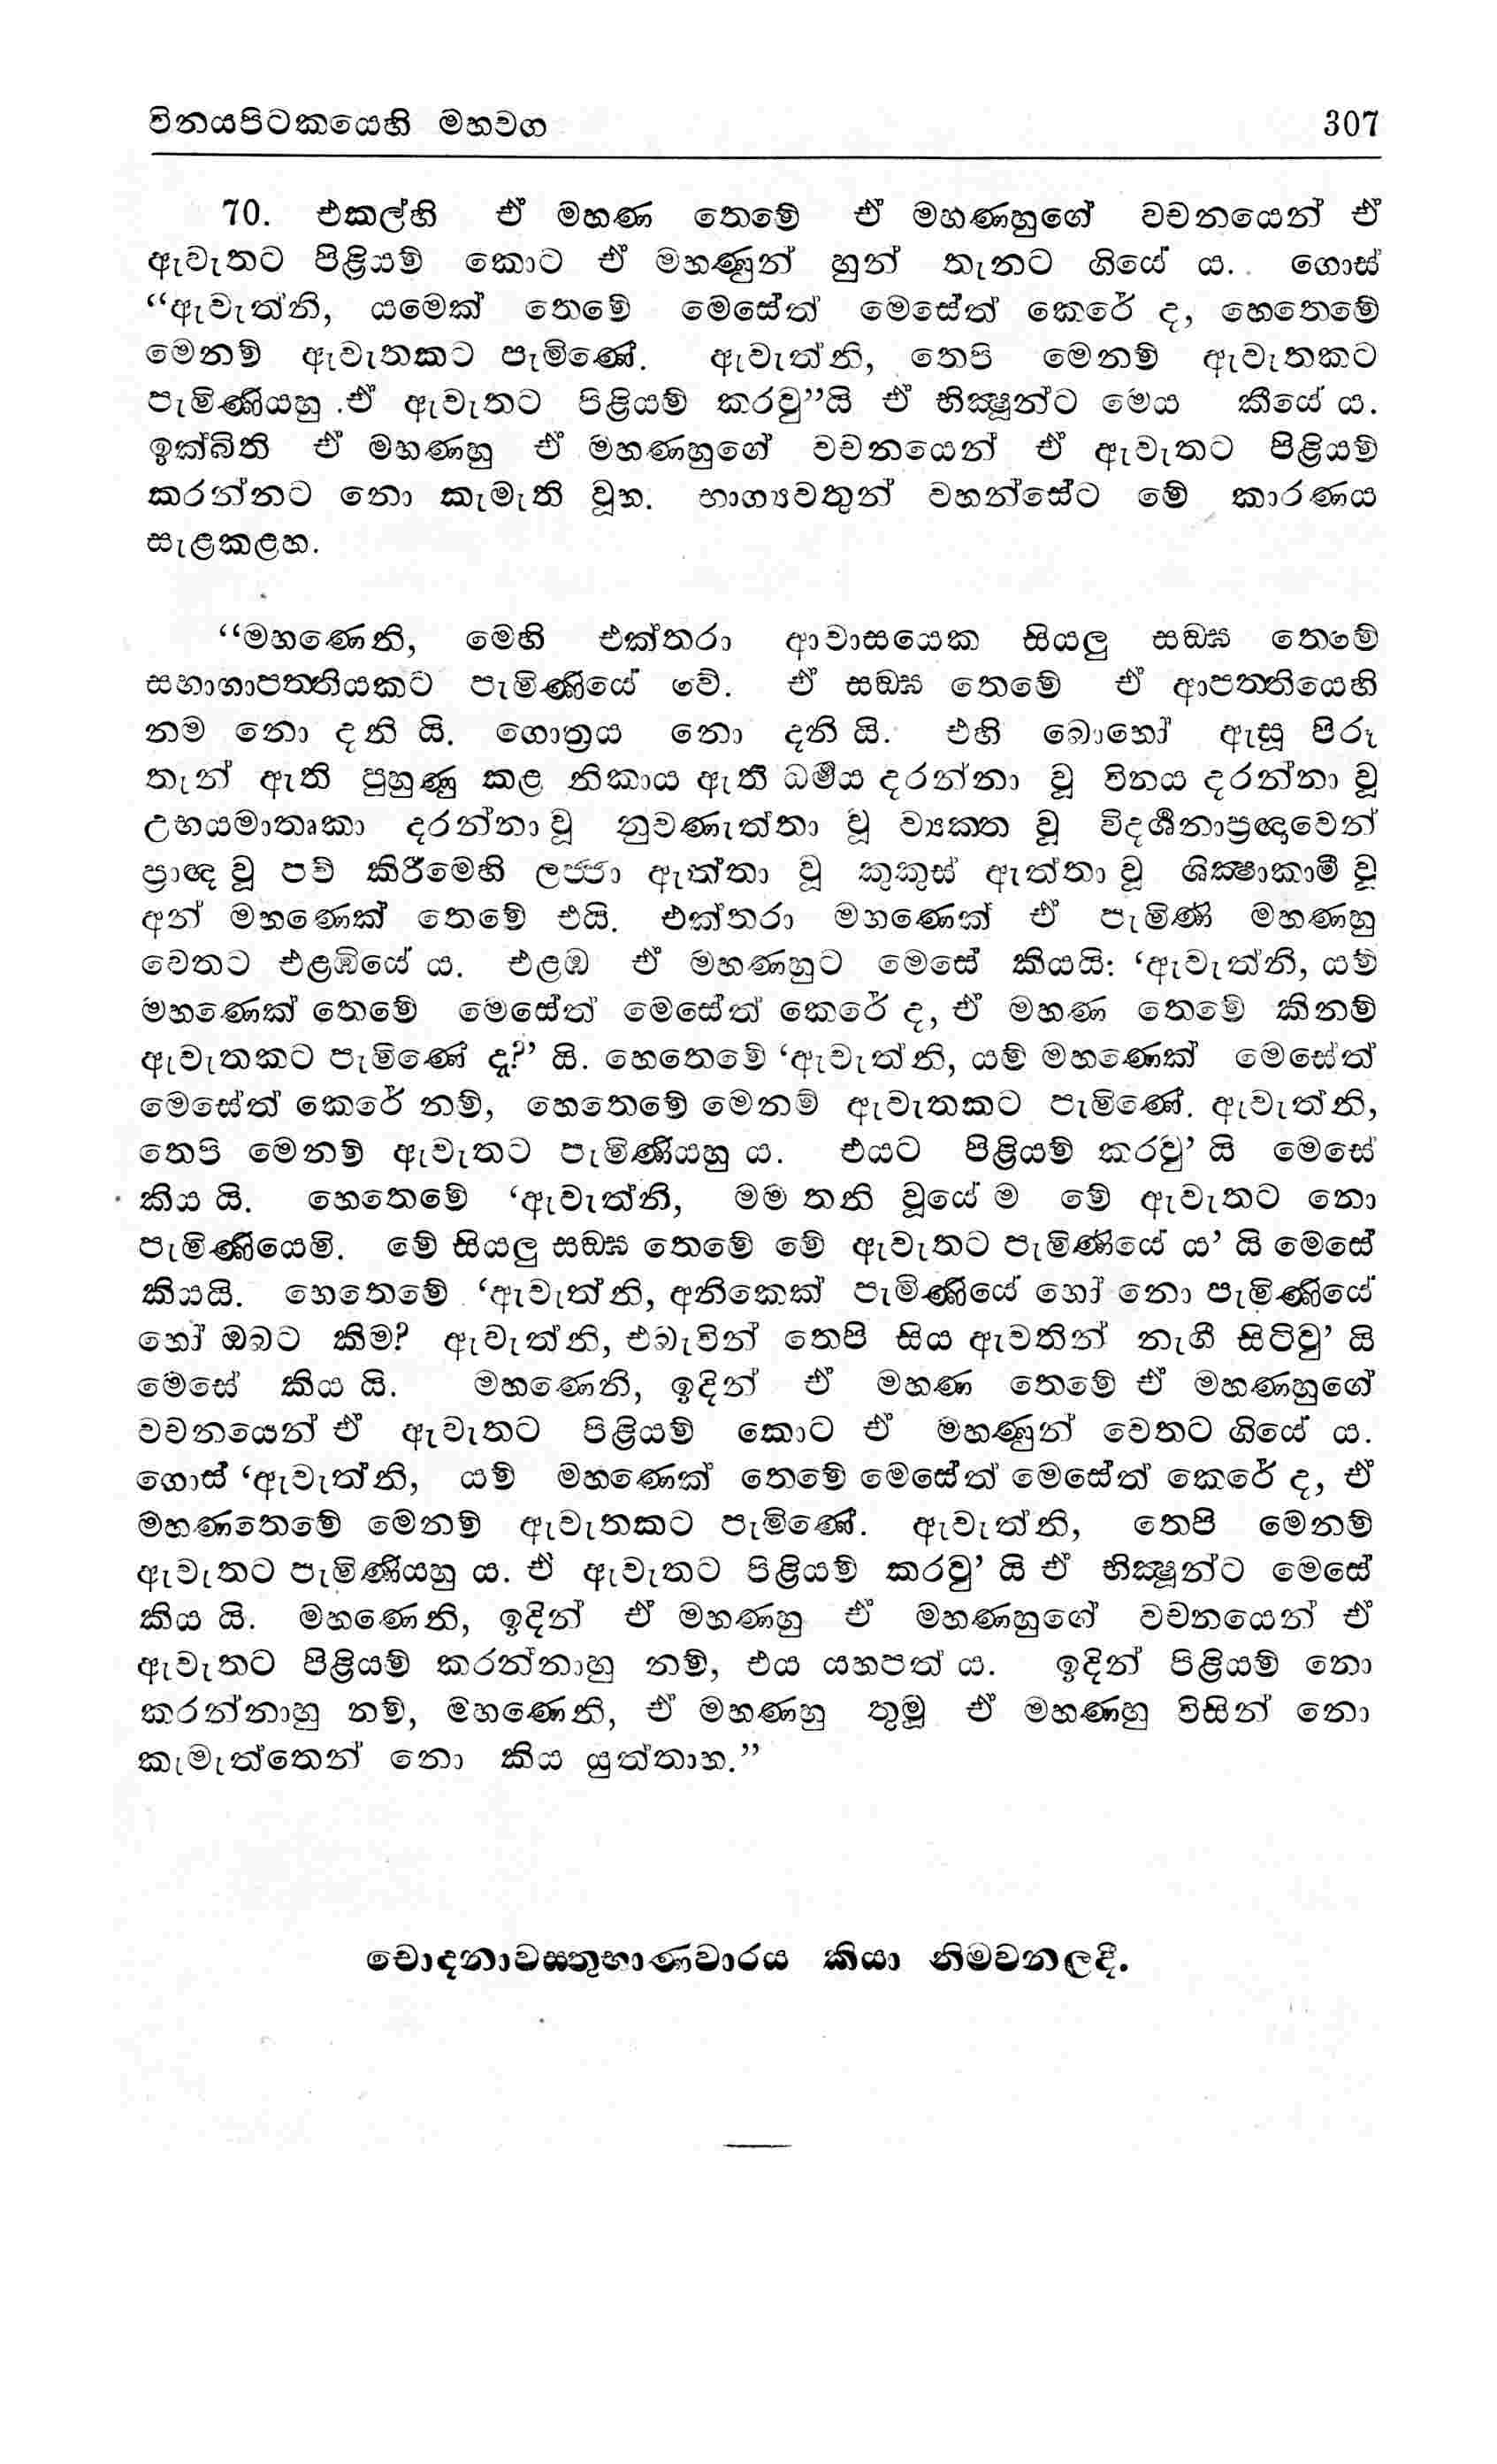 විනයපිටකයෙහි මහවග 307
70. එකල්හි ඒ මහණ තෙමේ ඒ මහණහුගේ වචනයෙන් ඒ
ඇවැතට පිළියම් කොට ඒ මහණුන් හුන් තැනට ගියේ ය.. ගොස්
“ඇවැත්නි, යමෙක් තෙමේ මෙසේත් මෙසේත් කෙරේ ද, හෙතෙමේ
මෙනම් ඇවැතකට පැමිණේ. ඇවැත්නි, තෙපි මෙනම් ඇවැතකට
පැමිණියහු .ඒ ඇවැතට පිළියම් කරවු”යි ඒ භික්‍ෂූන්ට මෙය කීයේ ය.
ඉක්බිති ඒ මහණහු ඒ මහණහුගේ වචනයෙන් ඒ ඇවැතට පිළියම්
කරන්නට නො කැමැති වූහ. භාග්‍යවතුන් වහන්සේට මේ කාරණය
සැළකළහ.
“මහණෙනි, මෙහි එක්තරා ආවාසයෙක සියලු සඞ්ඝ තෙමේ
සභාගාපත්තියකට පැමිණියේ වේ. ඒ සඞ්ඝ තෙමේ ඒ ආපත්තියෙහි
නම නො දනි යි. ගොත්‍රය නො දනි යි. එහි බොහෝ ඇසූ පිරූ
තැන් ඇති පුහුණු කළ නිකාය ඇති ධර්‍මය දරන්නා වූ විනය දරන්නා වූ
උභයමාතෘකා දරන්නා වූ නුවණැත්තා වූ ව්‍යක්ත වූ විදර්‍ශනාප්‍රඥාවෙන්
ප්‍රාඥ වූ පව් කිරීමෙහි ලජ්ජා ඇත්තා වූ කුකුස් ඇත්තා වූ ශික්‍ෂාකාමී වූ
අන් මහණෙක් තෙමේ එයි. එක්තරා මහණෙක් ඒ පැමිණි මහණහු
වෙතට එළඹියේ ය. එළඹ ඒ මහණහුට මෙසේ කියයි: ‘ඇවැත්නි, යම්
මහණෙක් තෙමේ මෙසේත් මෙසේත් කෙරේ ද, ඒ මහණ තෙමේ කිනම්
ඇවැතකට පැමිණේ ද?’ යි. හෙතෙමේ ‘ඇවැත්නි, යම් මහණෙක් මෙසේත්
මෙසේත් කෙරේ නම්, හෙතෙමේ මෙනම් ඇවැතකට පැමිණේ. ඇවැත්නි,
තෙපි මෙනම් ඇවැතට පැමිණියහු ය. එයට පිළියම් කරවු’ යි මෙසේ
කිය යි. හෙතෙමේ ‘ඇවැත්නි, මම තනි වූයේ ම මේ ඇවැතට නො
පැමිණියෙමි. මේ සියලු සඞ්ඝ තෙමේ මේ ඇවැතට පැමිණියේ ය’ යි මෙසේ
කියයි. හෙතෙමේ ‘ඇවැත්නි, අනිකෙක් පැමිණියේ හෝ නො පැමිණියේ
හෝ ඔබට කිම? ඇවැත්නි, එබැවින් තෙපි සිය ඇවතින් නැගී සිටිවු’ යි
මෙසේ කිය යි. මහණෙනි, ඉදින් ඒ මහණ තෙමේ ඒ මහණහුගේ
වචනයෙන් ඒ ඇවැතට පිළියම් කොට ඒ මහණුන් වෙතට ගියේ ය.
ගොස් ‘ඇවැත්නි, යම් මහණෙක් තෙමේ මෙසේත් මෙසේත් කෙරේ ද, ඒ
මහණතෙමේ මෙනම් ඇවැතකට පැමිණේ. ඇවැත්නි, තෙපි මෙනම්
ඇවැතට පැමිණියහු ය. ඒ ඇවැතට පිළියම් කරවු’ යි ඒ භික්‍ෂූන්ට මෙසේ
කිය යි. මහණෙනි, ඉදින් ඒ මහණහු ඒ මහණහුගේ වචනයෙන් ඒ
ඇවැතට පිළියම් කරන්නාහු නම්, එය යහපත් ය. ඉදින් පිළියම් නො
කරන්නාහු නම්, මහණෙනි, ඒ මහණහු තුමූ ඒ මහණහු විසින් නො
කැමැත්තෙන් නො කිය යුත්තාහ.”
චොදනාවස්තුභාණවාරය කියා නිමවනලදී.